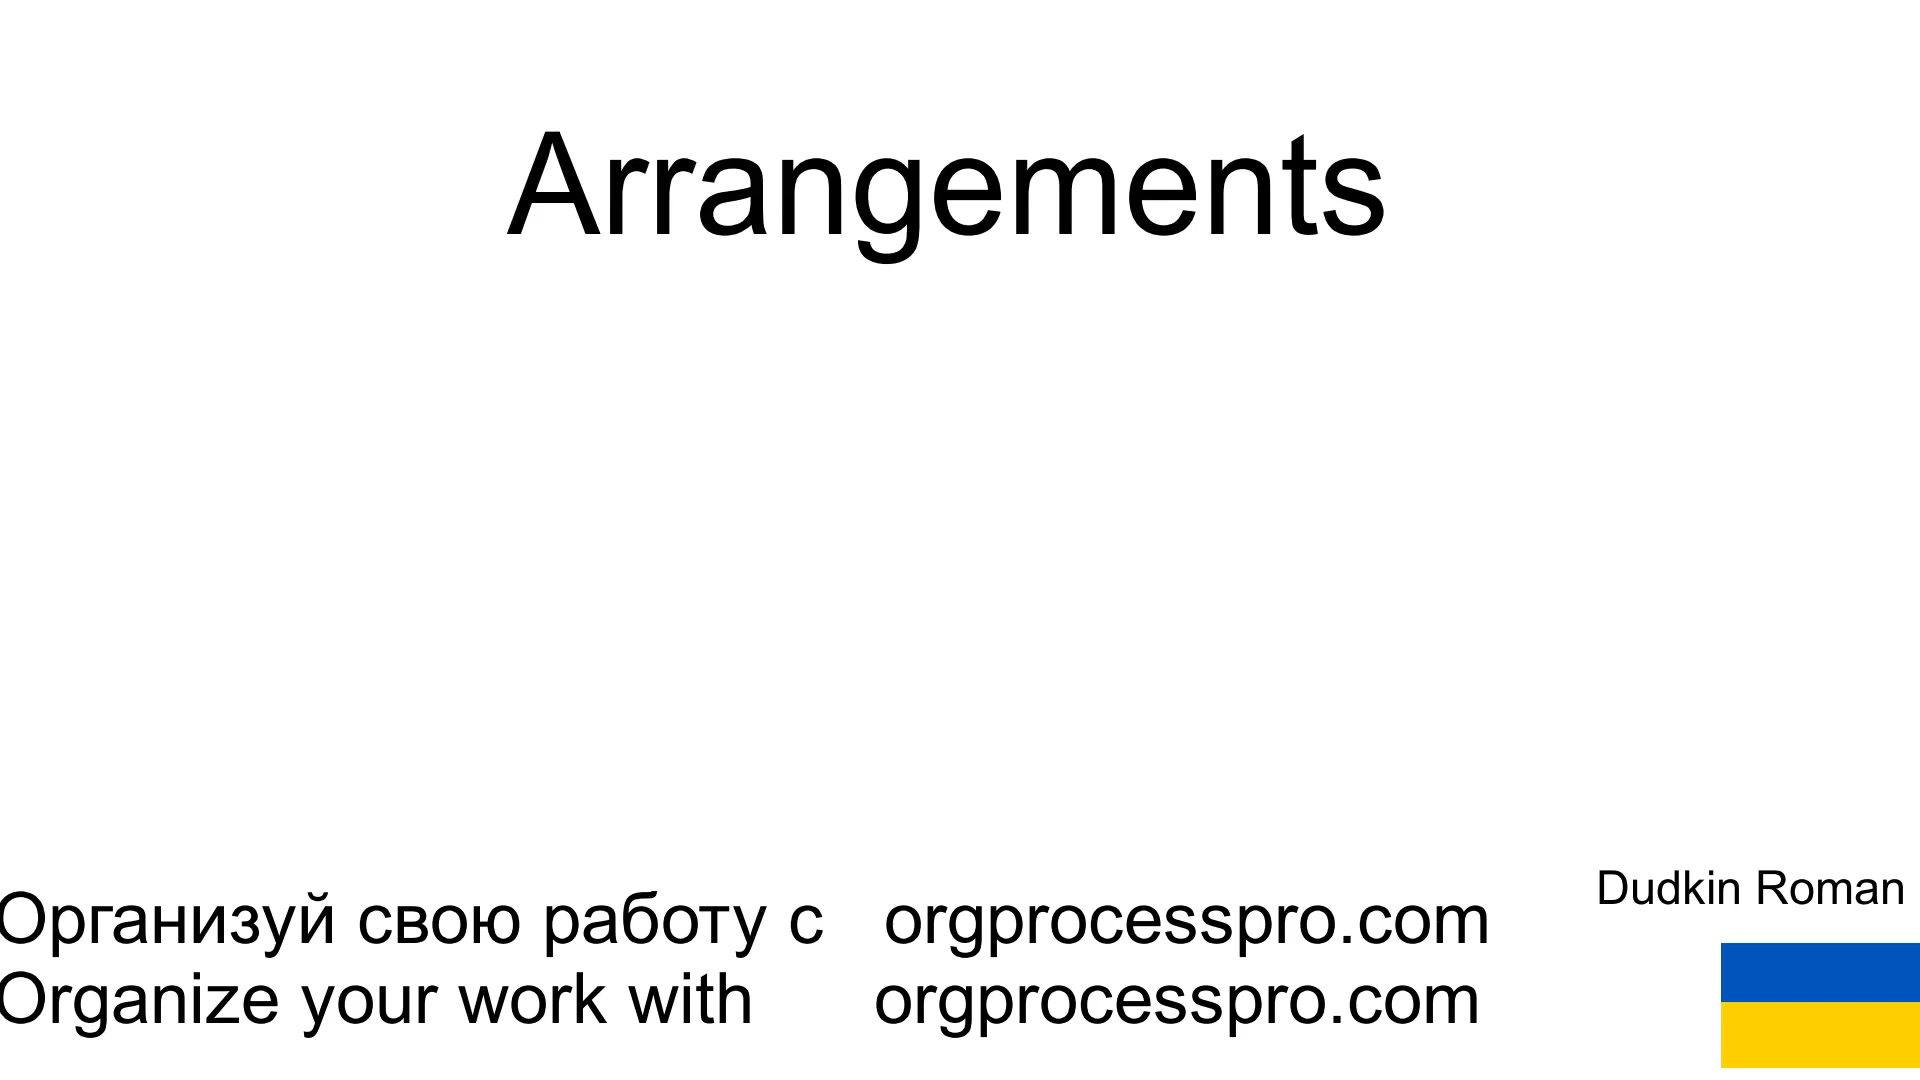 Arrangements
Dudkin Roman
Организуй свою работу с orgprocesspro.com
Organize your work with orgprocesspro.com